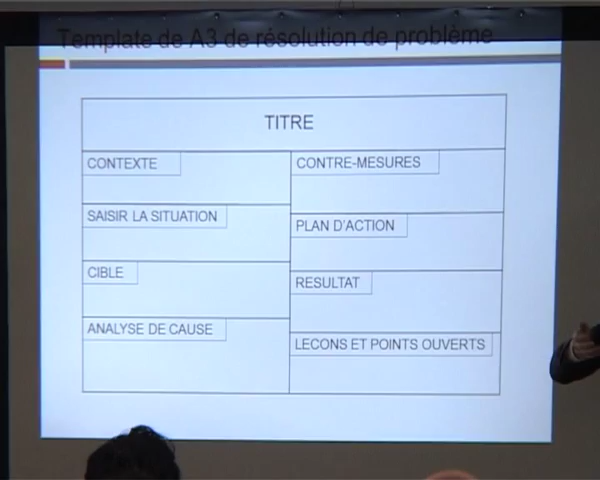 Template de A3 de résolution de problème
TITRE
CONTEXTE
SAISIR LA SITUATION
CIBLE
ANALYSE DE CAUSE
CONTRE-MESURES
PLAN D'ACTION
RESULTAT
LECONS ET POINTS OUVERTS